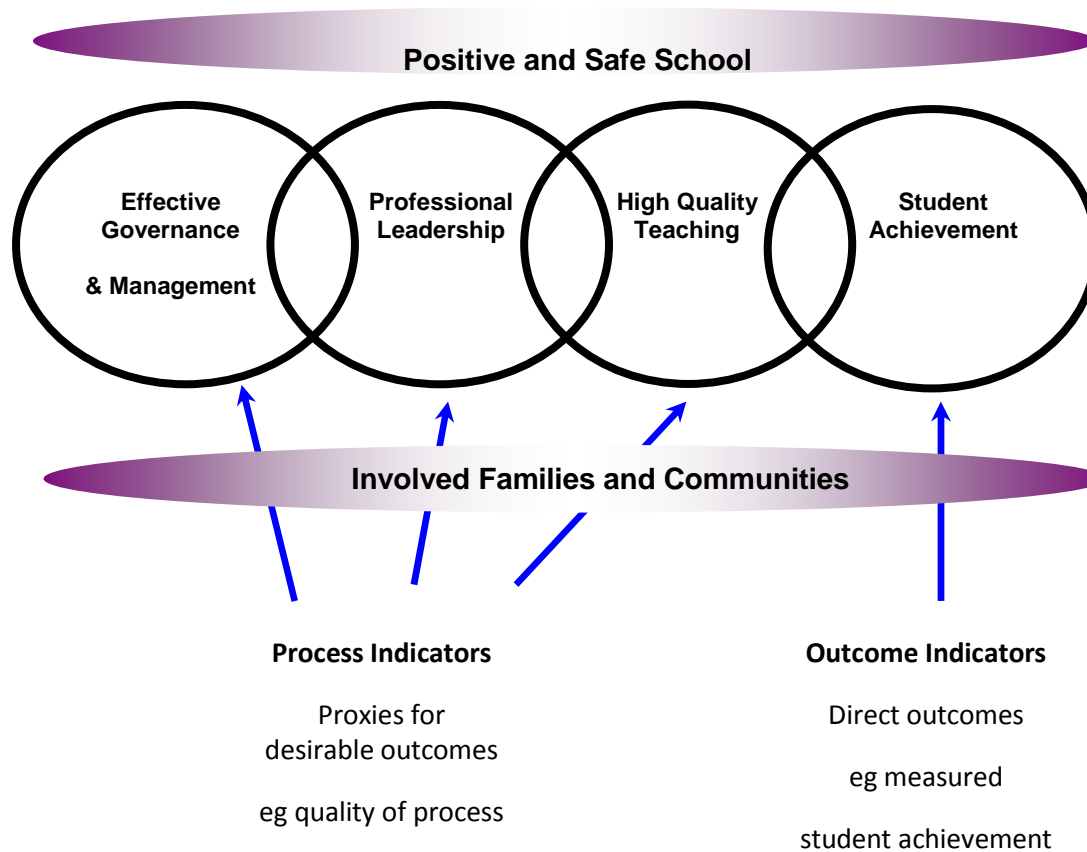 Positive and Safe School
Effective
Governance
& Management
Professional
Leadership
High Quality
Teaching
Student
Achievement
Involved Families and Communities
Process Indicators
Proxies for
desirable outcomes
eg quality of process
Outcome Indicators
Direct outcomes
eg measured
student achievement